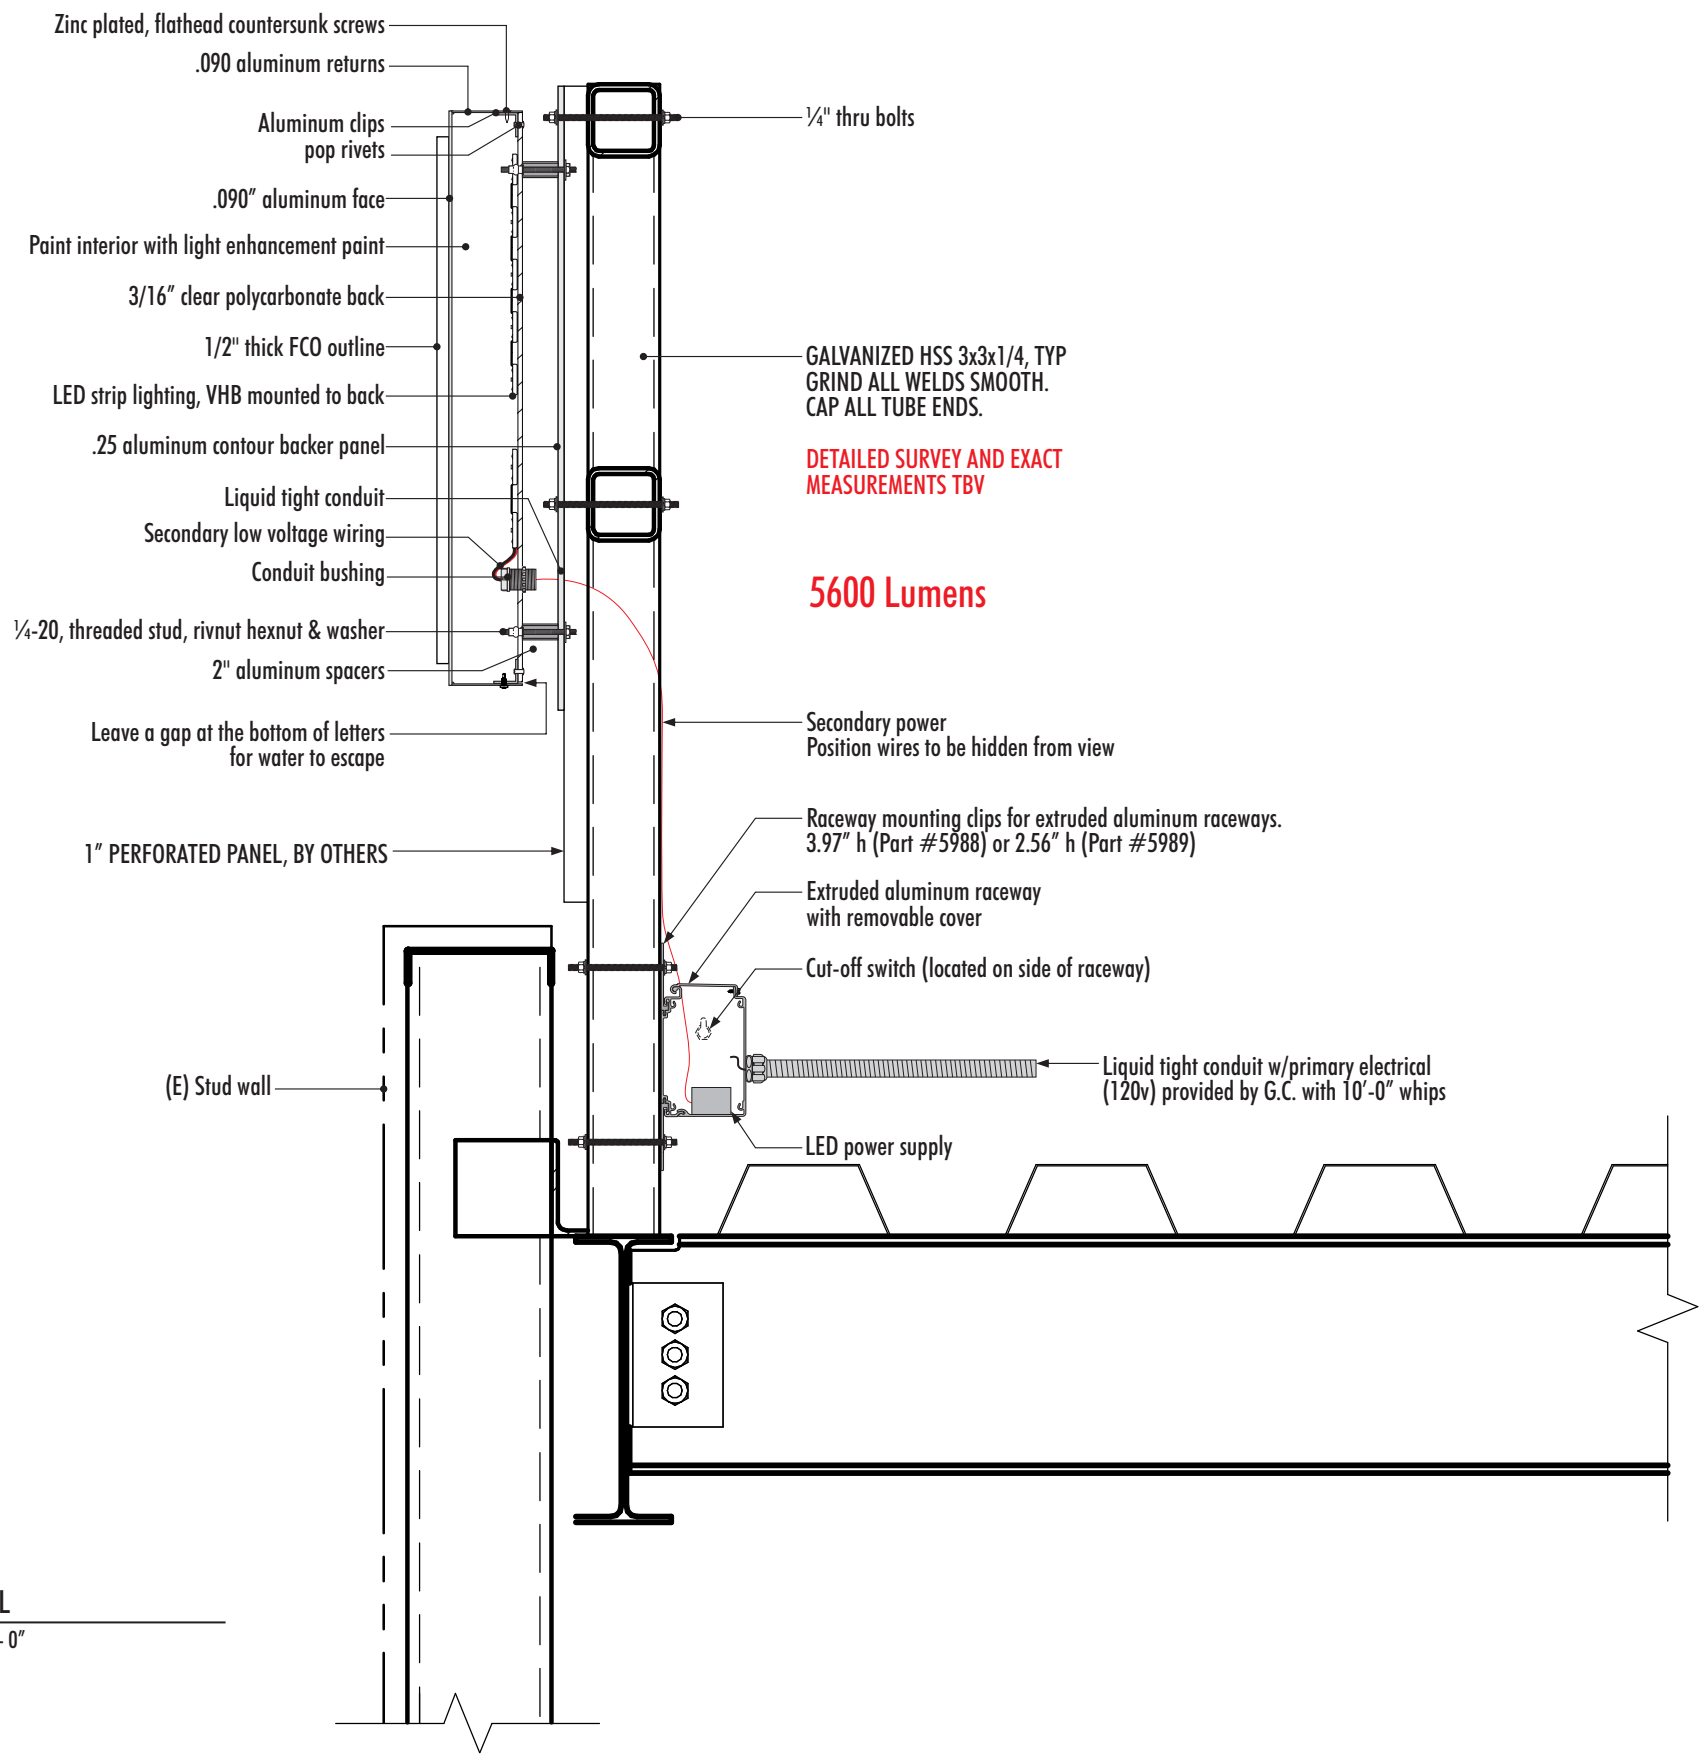 Zinc plated, flathead countersunk screws
.090 aluminum returns
Aluminum clips
pop rivets
.090" aluminum face
Paint interior with light enhancement paint
3/16" clear polycarbonate back
1/2" thick FCO outline
LED strip lighting, VHB mounted to back
.25 aluminum contour backer panel
Liquid tight conduit
Secondary low voltage wiring
Conduit bushing
¼-20, threaded stud, rivnut hexnut & washer
2" aluminum spacers
Leave a gap at the bottom of letters
for water to escape
1" PERFORATED PANEL, BY OTHERS
(E) Stud wall
¼" thru bolts
GALVANIZED HSS 3x3x1/4, TYP
GRIND ALL WELDS SMOOTH.
CAP ALL TUBE ENDS.
DETAILED SURVEY AND EXACT
MEASUREMENTS TBV
5600 Lumens
Secondary power
Position wires to be hidden from view
Raceway mounting clips for extruded aluminum raceways.
3.97" h (Part #5988) or 2.56" h (Part #5989)
Extruded aluminum raceway
with removable cover
Cut-off switch (located on side of raceway)
Liquid tight conduit w/primary electrical
(120v) provided by G.C. with 10'-0" whips
LED power supply
L
- 0"